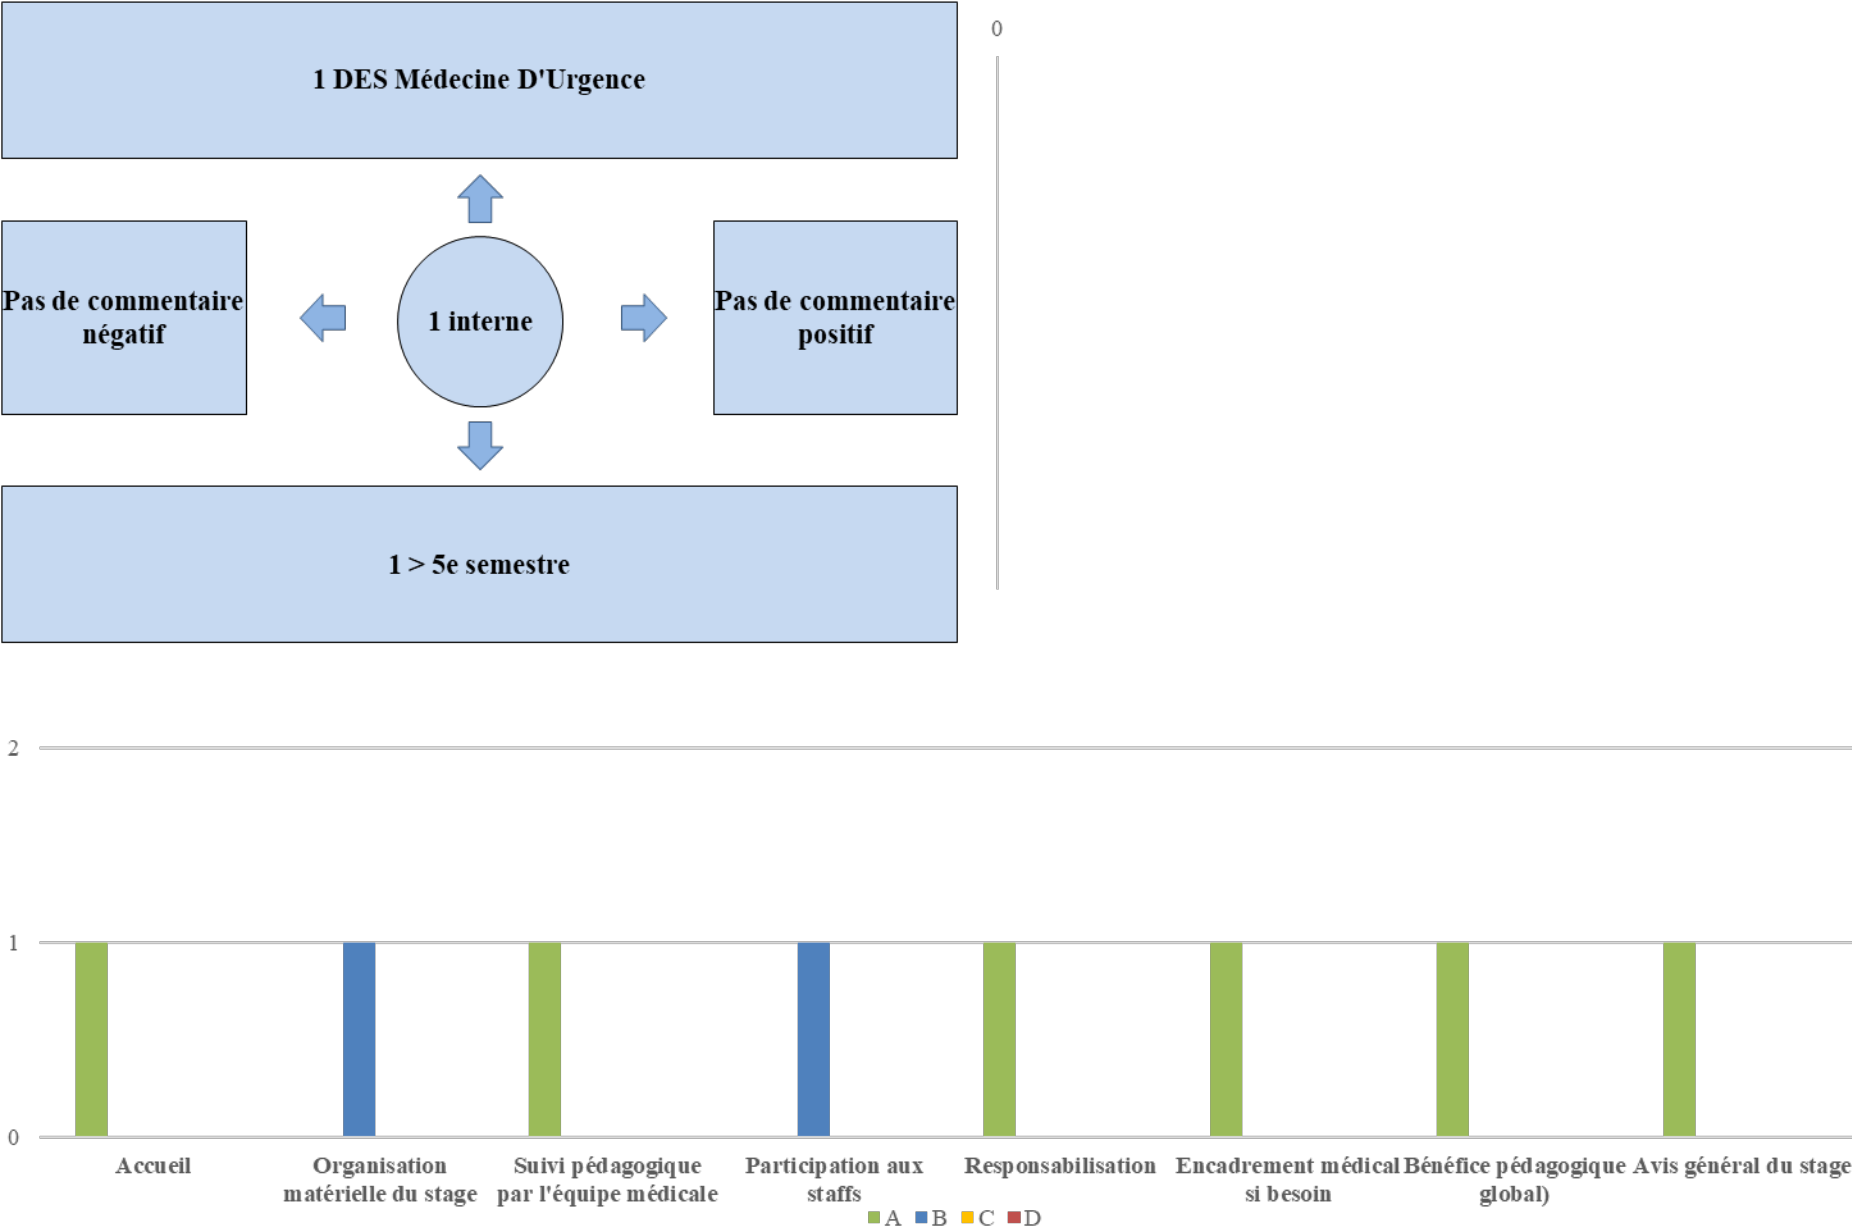 1 DES Médecine D'Urgence
0
Pas de commentaire
négatif
1 interne
Pas de commentaire
positif
1 > 5e semestre
2
1
0
Accueil
Organisation
matérielle du stage
Suivi pédagogique
par l'équipe médicale
Participation aux
staffs
Responsabilisation
Encadrement médical
si besoin
Bénéfice pédagogique
global)
Avis général du stage
A B C D